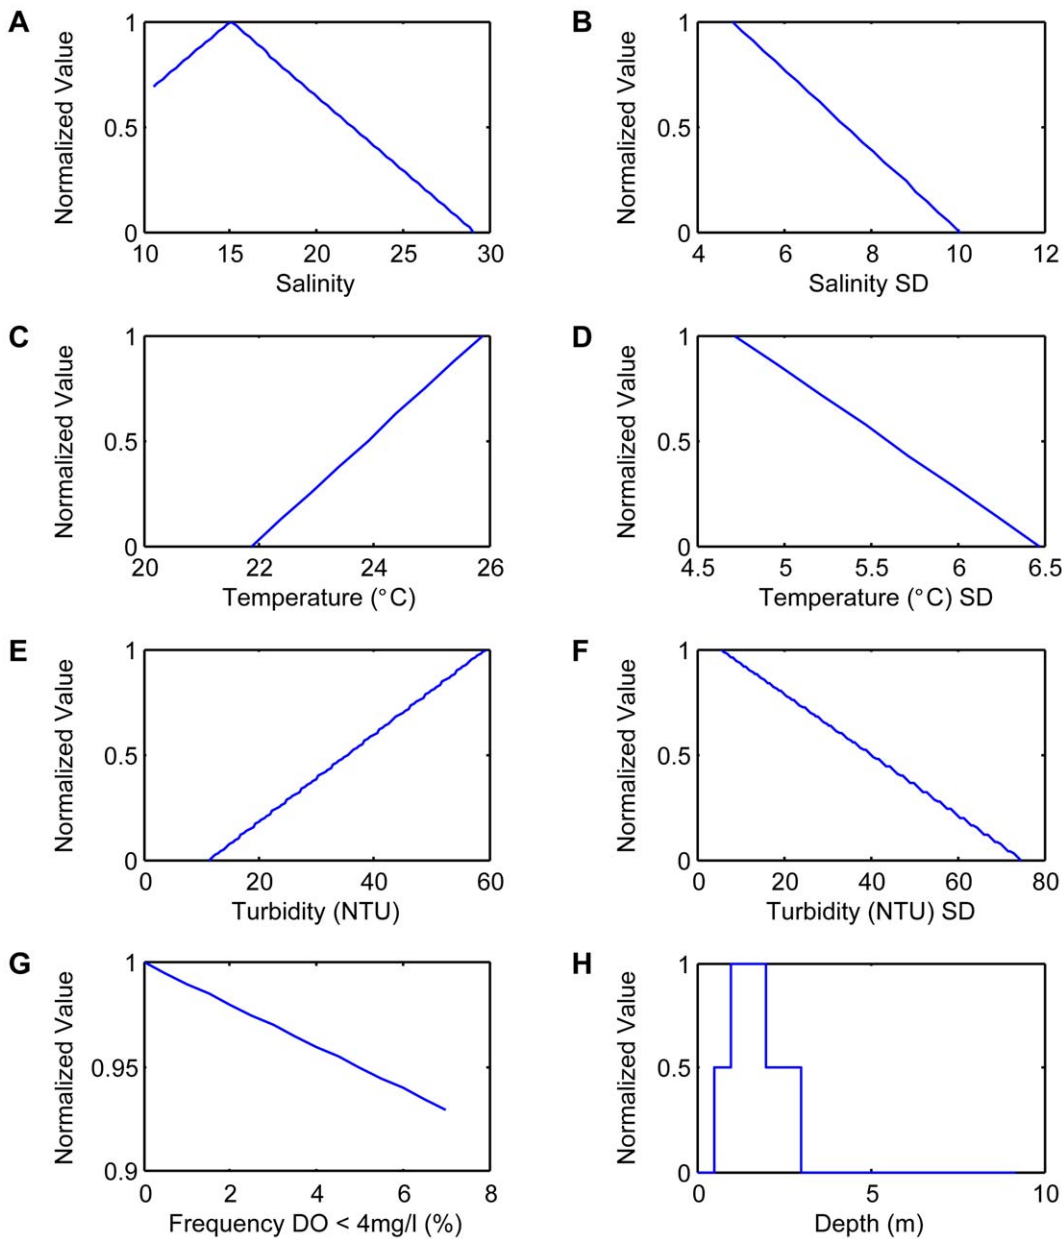 A
Normalized Value
1
0.5
0
10 15 20 25 30
Salinity
B
Normalized Value
1
0.5
0
4 6 8 10 12
Salinity SD
C
Normalized Value
1
0.5
0
20 22 24 26
Temperature (°C)
D
Normalized Value
1
0.5
0
4.5 5 5.5 6 6.5
Temperature (°C) SD
E
Normalized Value
1
0.5
0
0 20 40 60
Turbidity (NTU)
F
Normalized Value
1
0.5
0
0 20 40 60 80
Turbidity (NTU) SD
G
Normalized Value
1
0.95
0.9
0 2 4 6 8
Frequency DO < 4mg/l (%)
H
Normalized Value
1
0.5
0
0 5 10
Depth (m)